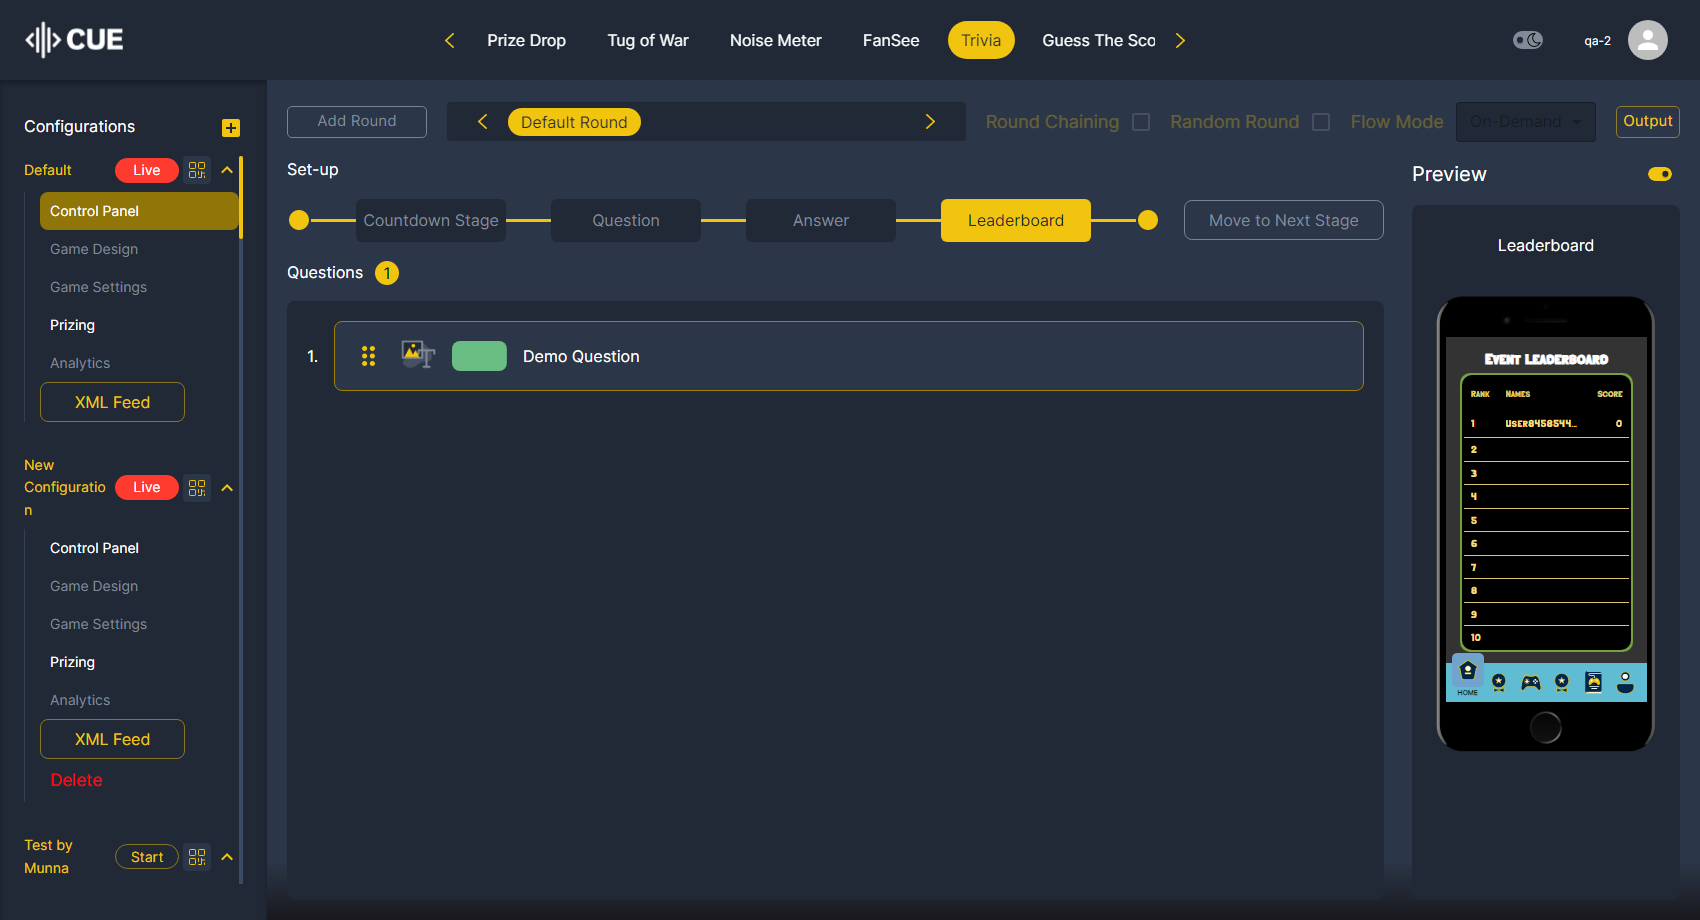 CUE
Prize Drop
Tug of War
Noise Meter
FanSee
Trivia
Guess The Sco
qa-2
Configurations
Default
Live
Control Panel
Game Design
Game Settings
Prizing
Analytics
XML Feed
New
Configuratio
n
Live
Control Panel
Game Design
Game Settings
Prizing
Analytics
XML Feed
Delete
Test by
Munna
Start
Add Round
Default Round
Round Chaining
Random Round
Flow Mode
On-Demand
Output
Set-up
Countdown Stage
Question
Answer
Leaderboard
Move to Next Stage
Questions 1
1. Demo Question
Preview
Leaderboard
Event Leaderboard
Rank Names Score
1 User8458544... 0
2
3
4
5
6
7
8
9
10
HOME